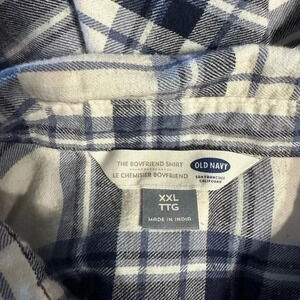 THE BOYFRIEND SHIRT
LE CHEMISIER BOYFRIEND
OLD NAVY
SAN FRANCISCO
CALIFORNIA
XXL
TTG
MADE IN INDIA